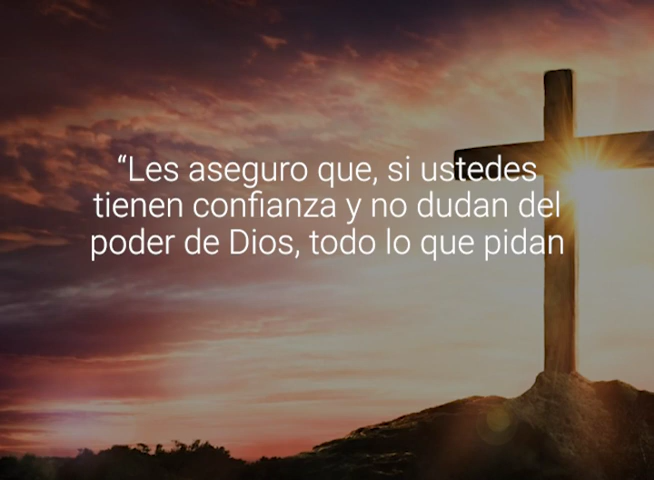 “Les aseguro que, si ustedes
tienen confianza y no dudan del
poder de Dios, todo lo que pidan